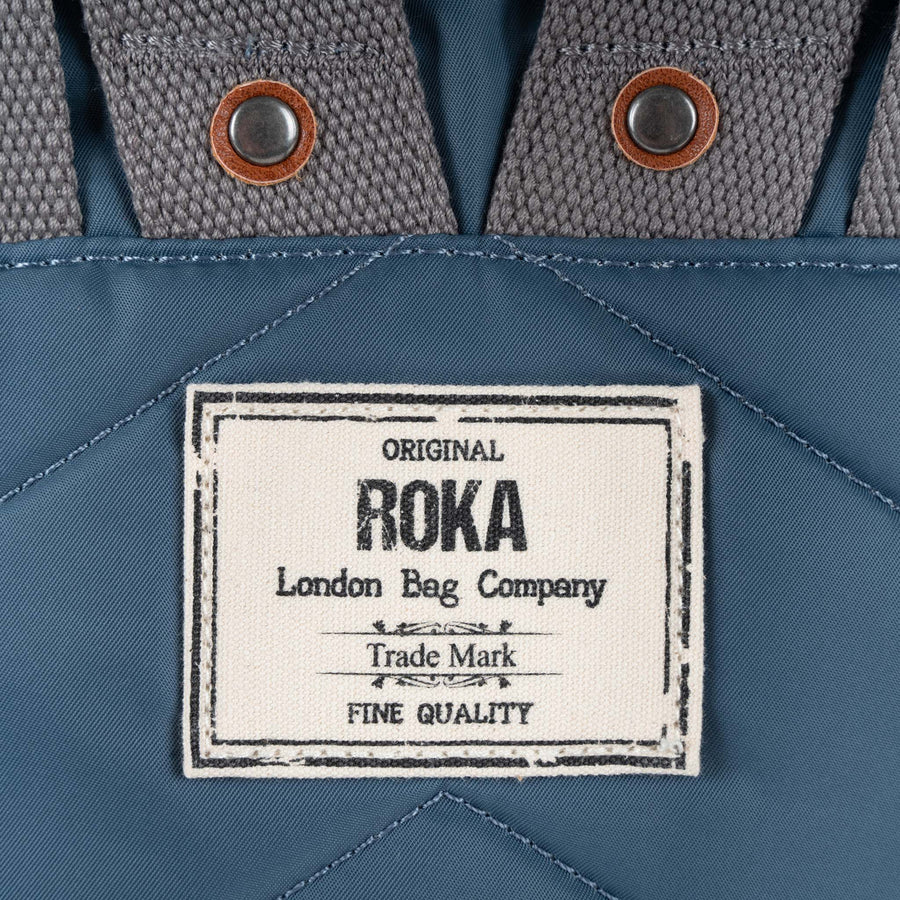 ORIGINAL
ROKA
London Bag Company
Trade Mark
FINE QUALITY